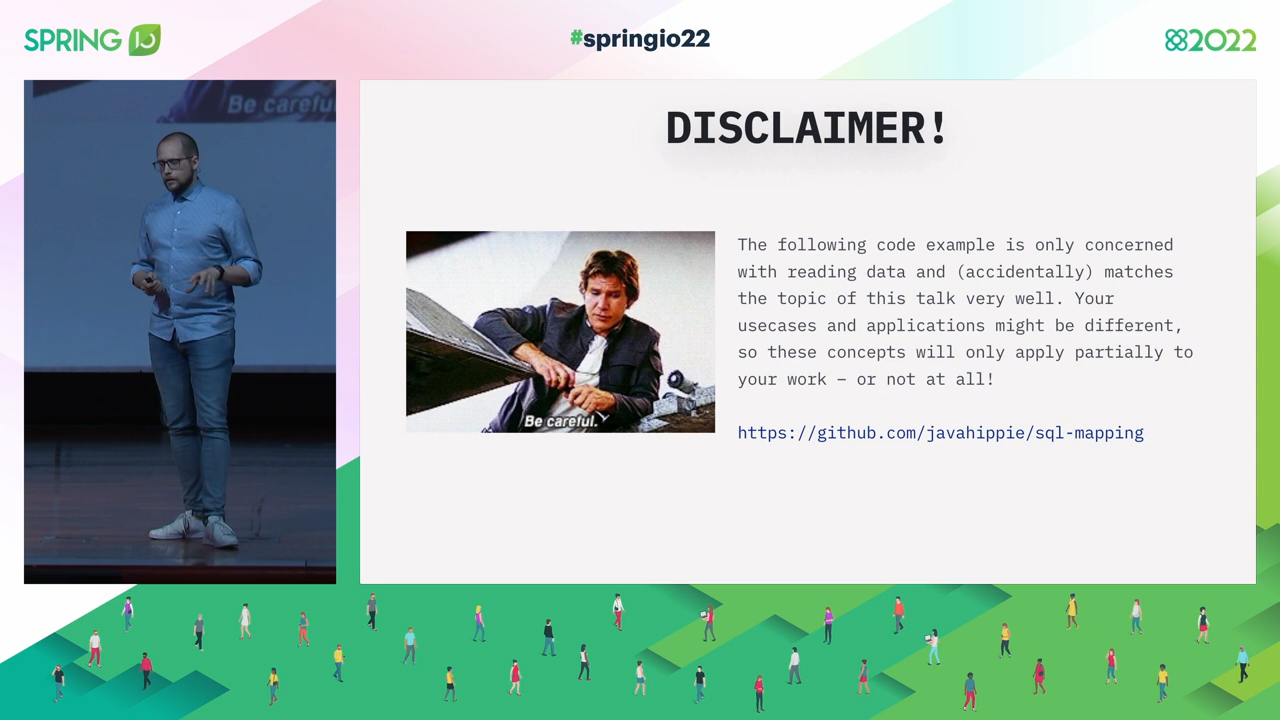 SPRING IO
#springio22
2022
Be careful
DISCLAIMER!
Be careful.
The following code example is only concerned
with reading data and (accidentally) matches
the topic of this talk very well. Your
usecases and applications might be different,
so these concepts will only apply partially to
your work – or not at all!
https://github.com/javahippie/sql-mapping